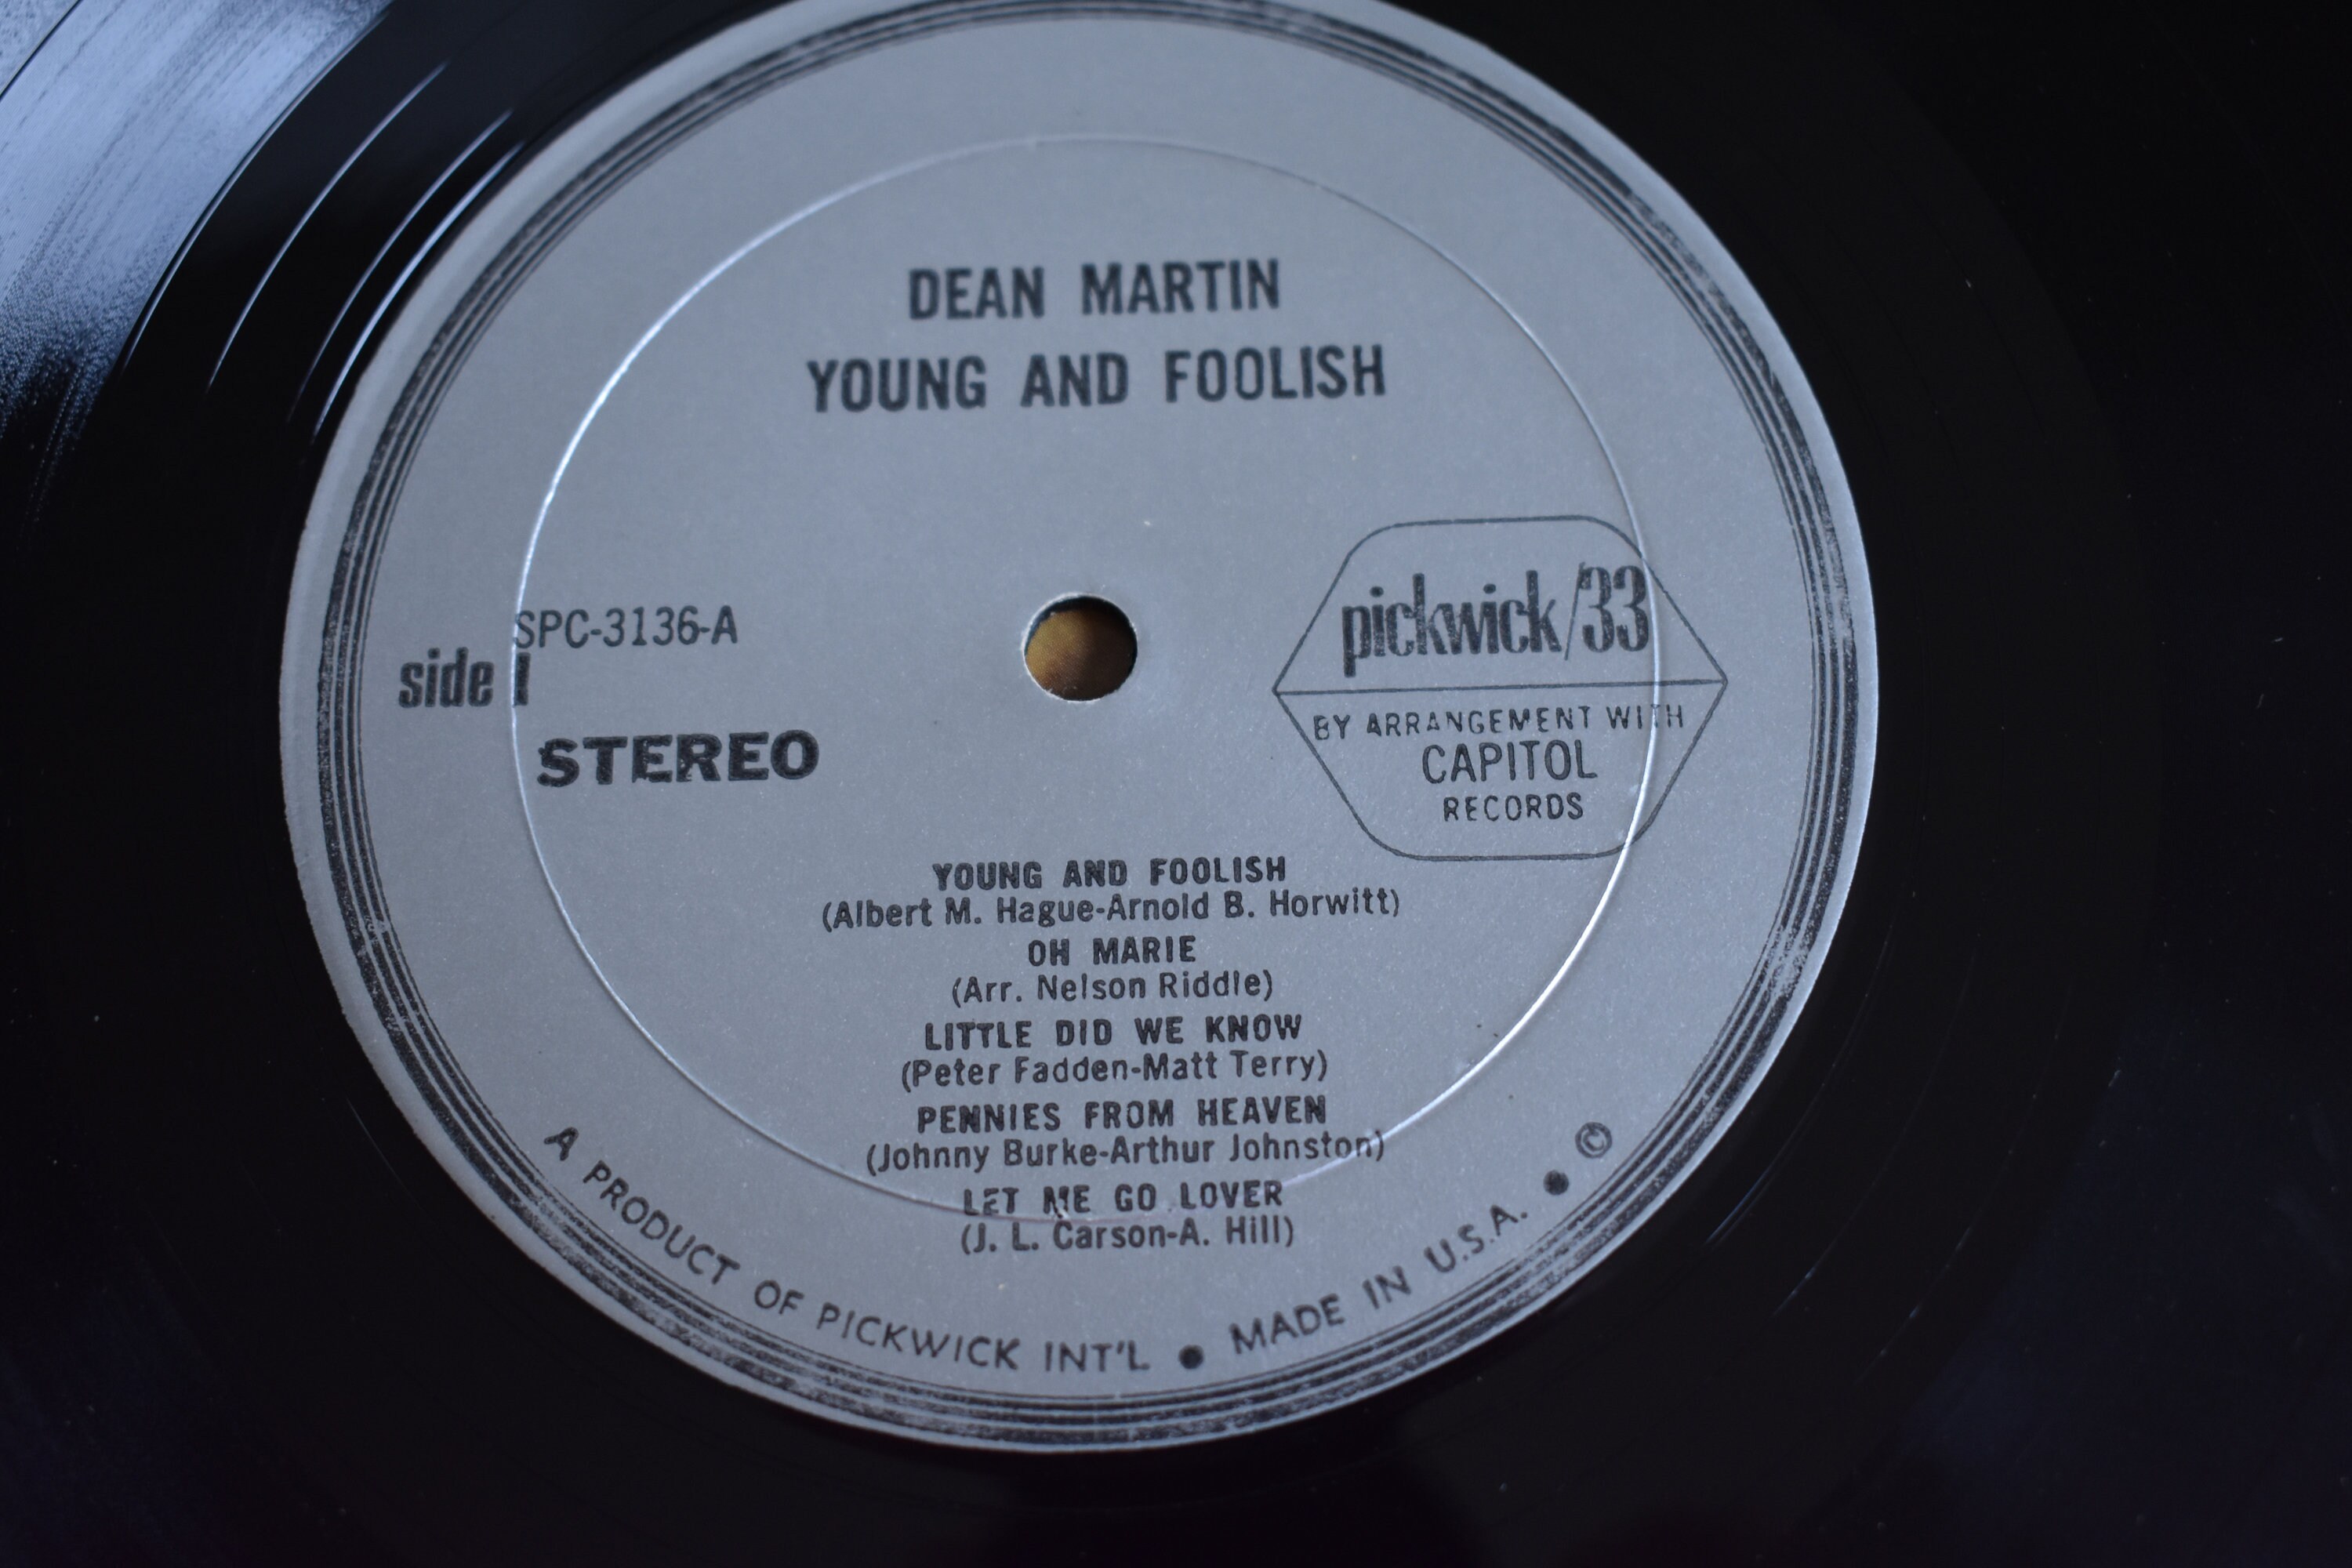 DEAN MARTIN
YOUNG AND FOOLISH
SPC-3136-A
side 1
STEREO
pickwick/33
BY ARRANGEMENT WITH
CAPITOL
RECORDS
YOUNG AND FOOLISH
(Albert M. Hague-Arnold B. Horwitt)
OH MARIE
(Arr. Nelson Riddle)
LITTLE DID WE KNOW
(Peter Fadden-Matt Terry)
PENNIES FROM HEAVEN
(Johnny Burke-Arthur Johnston)
LET ME GO LOVER
(J. L. Carson-A. Hill)
A PRODUCT OF PICKWICK INT'L ● MADE IN U.S.A. ● ©